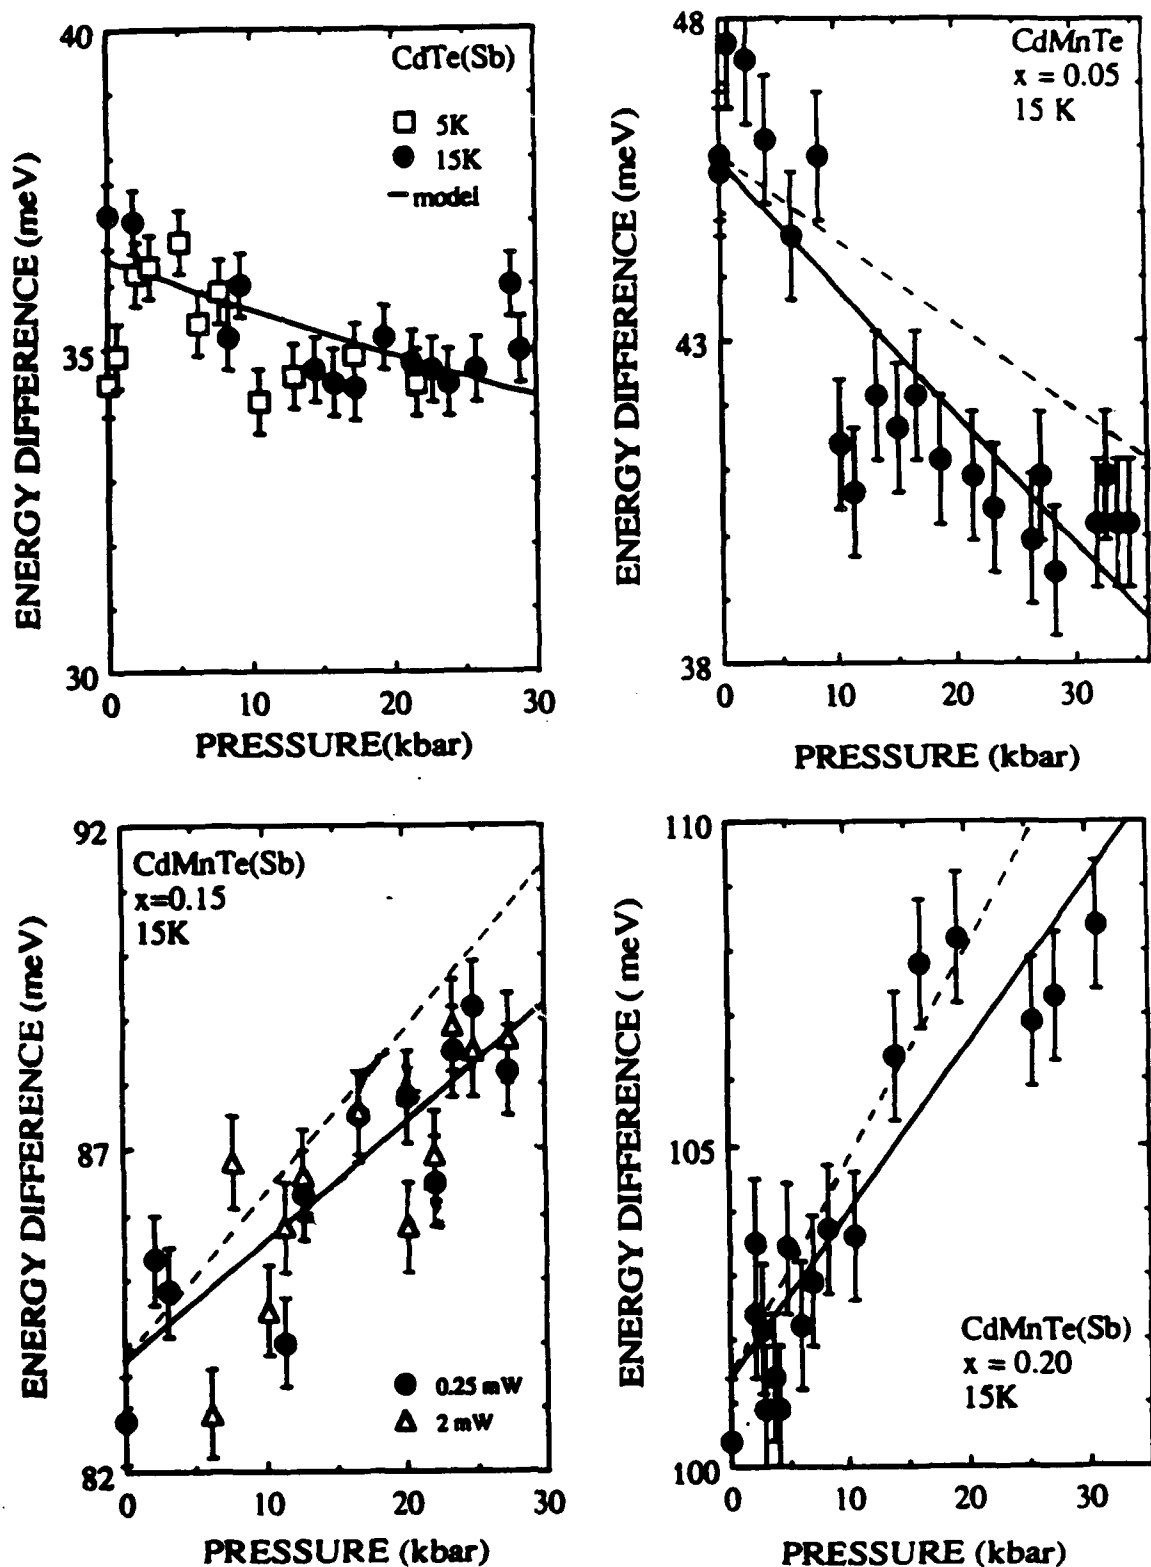 40
CdTe(Sb)
5K
15K
model
35
30
0
10
20
30
PRESSURE(kbar)
ENERGY DIFFERENCE (meV)
48
CdMnTe
x = 0.05
15 K
43
38
0
10
20
30
PRESSURE (kbar)
ENERGY DIFFERENCE (meV)
92
CdMnTe(Sb)
x=0.15
15K
87
0.25 mW
2 mW
82
0
10
20
30
PRESSURE (kbar)
ENERGY DIFFERENCE (meV)
110
105
CdMnTe(Sb)
x = 0.20
15K
100
0
10
20
30
PRESSURE (kbar)
ENERGY DIFFERENCE ( meV)